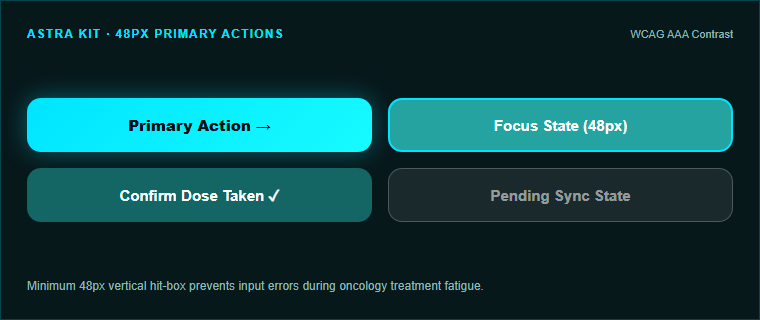 ASTRA KIT · 48PX PRIMARY ACTIONS
WCAG AAA Contrast
Primary Action →
Focus State (48px)
Confirm Dose Taken ✓
Pending Sync State
Minimum 48px vertical hit-box prevents input errors during oncology treatment fatigue.